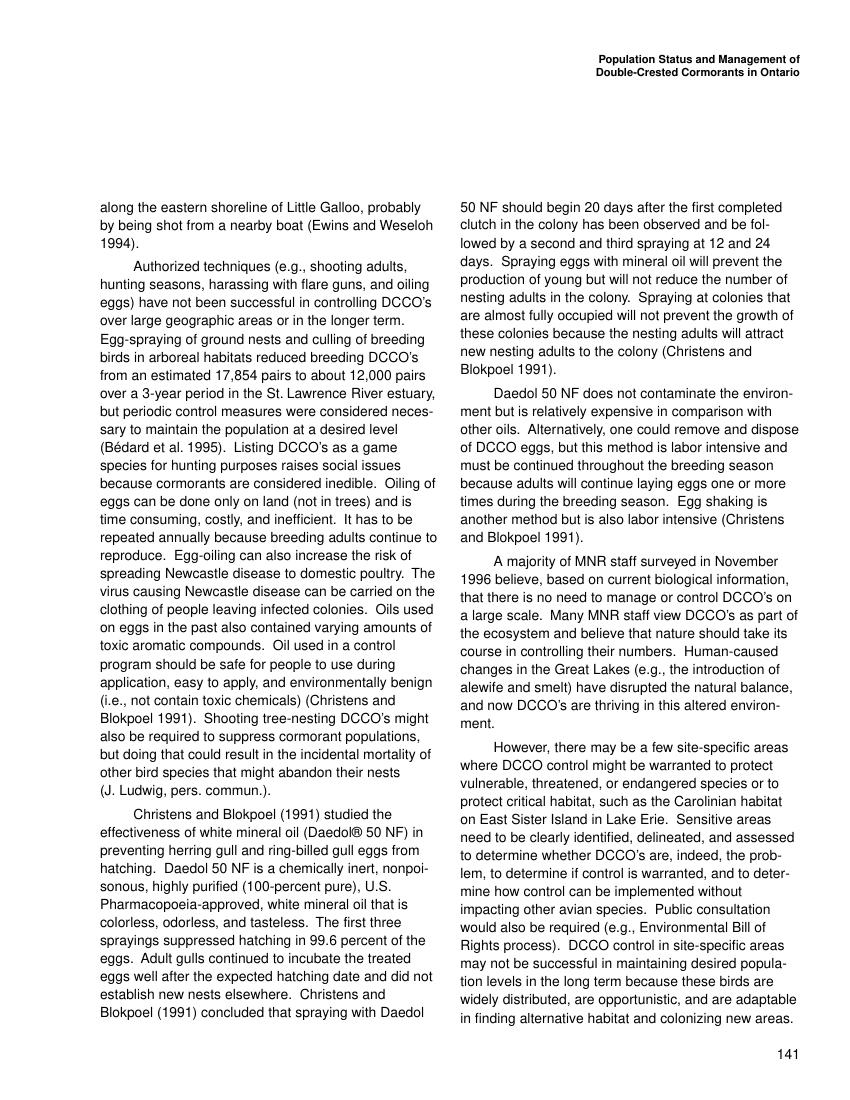 Population Status and Management of
Double-Crested Cormorants in Ontario
along the eastern shoreline of Little Galloo, probably
by being shot from a nearby boat (Ewins and Weseloh
1994).
Authorized techniques (e.g., shooting adults,
hunting seasons, harassing with flare guns, and oiling
eggs) have not been successful in controlling DCCO's
over large geographic areas or in the longer term.
Egg-spraying of ground nests and culling of breeding
birds in arboreal habitats reduced breeding DCCO's
from an estimated 17,854 pairs to about 12,000 pairs
over a 3-year period in the St. Lawrence River estuary,
but periodic control measures were considered neces-
sary to maintain the population at a desired level
(Bédard et al. 1995).  Listing DCCO's as a game
species for hunting purposes raises social issues
because cormorants are considered inedible.  Oiling of
eggs can be done only on land (not in trees) and is
time consuming, costly, and inefficient.  It has to be
repeated annually because breeding adults continue to
reproduce.  Egg-oiling can also increase the risk of
spreading Newcastle disease to domestic poultry.  The
virus causing Newcastle disease can be carried on the
clothing of people leaving infected colonies.  Oils used
on eggs in the past also contained varying amounts of
toxic aromatic compounds.  Oil used in a control
program should be safe for people to use during
application, easy to apply, and environmentally benign
(i.e., not contain toxic chemicals) (Christens and
Blokpoel 1991).  Shooting tree-nesting DCCO's might
also be required to suppress cormorant populations,
but doing that could result in the incidental mortality of
other bird species that might abandon their nests
(J. Ludwig, pers. commun.).
Christens and Blokpoel (1991) studied the
effectiveness of white mineral oil (Daedol® 50 NF) in
preventing herring gull and ring-billed gull eggs from
hatching.  Daedol 50 NF is a chemically inert, nonpoi-
sonous, highly purified (100-percent pure), U.S.
Pharmacopoeia-approved, white mineral oil that is
colorless, odorless, and tasteless.  The first three
sprayings suppressed hatching in 99.6 percent of the
eggs.  Adult gulls continued to incubate the treated
eggs well after the expected hatching date and did not
establish new nests elsewhere.  Christens and
Blokpoel (1991) concluded that spraying with Daedol
50 NF should begin 20 days after the first completed
clutch in the colony has been observed and be fol-
lowed by a second and third spraying at 12 and 24
days.  Spraying eggs with mineral oil will prevent the
production of young but will not reduce the number of
nesting adults in the colony.  Spraying at colonies that
are almost fully occupied will not prevent the growth of
these colonies because the nesting adults will attract
new nesting adults to the colony (Christens and
Blokpoel 1991).
Daedol 50 NF does not contaminate the environ-
ment but is relatively expensive in comparison with
other oils.  Alternatively, one could remove and dispose
of DCCO eggs, but this method is labor intensive and
must be continued throughout the breeding season
because adults will continue laying eggs one or more
times during the breeding season.  Egg shaking is
another method but is also labor intensive (Christens
and Blokpoel 1991).
A majority of MNR staff surveyed in November
1996 believe, based on current biological information,
that there is no need to manage or control DCCO's on
a large scale.  Many MNR staff view DCCO's as part of
the ecosystem and believe that nature should take its
course in controlling their numbers.  Human-caused
changes in the Great Lakes (e.g., the introduction of
alewife and smelt) have disrupted the natural balance,
and now DCCO's are thriving in this altered environ-
ment.
However, there may be a few site-specific areas
where DCCO control might be warranted to protect
vulnerable, threatened, or endangered species or to
protect critical habitat, such as the Carolinian habitat
on East Sister Island in Lake Erie.  Sensitive areas
need to be clearly identified, delineated, and assessed
to determine whether DCCO's are, indeed, the prob-
lem, to determine if control is warranted, and to deter-
mine how control can be implemented without
impacting other avian species.  Public consultation
would also be required (e.g., Environmental Bill of
Rights process).  DCCO control in site-specific areas
may not be successful in maintaining desired popula-
tion levels in the long term because these birds are
widely distributed, are opportunistic, and are adaptable
in finding alternative habitat and colonizing new areas.
141